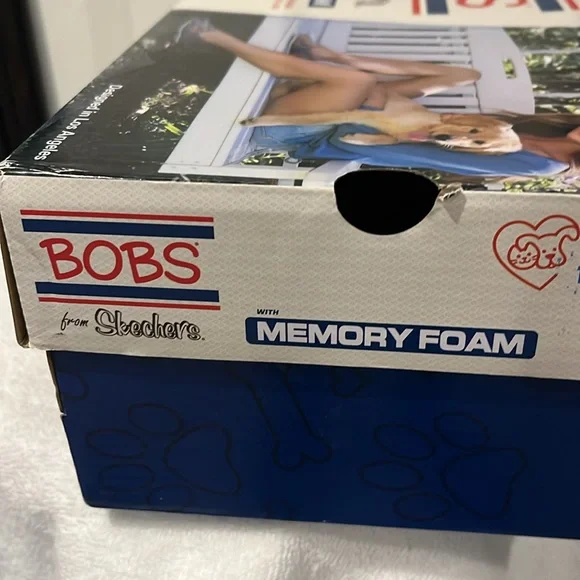 Designed in Los Angeles
BOBS
from Skechers.
WITH
MEMORY FOAM